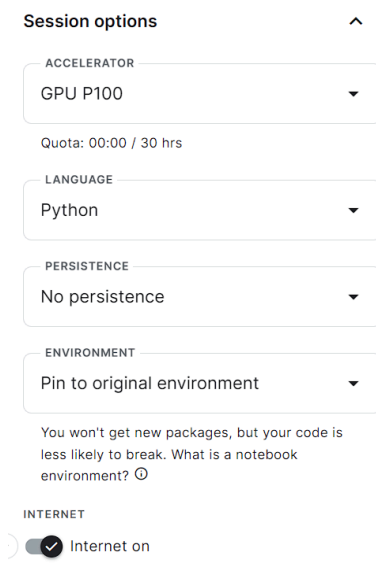 Session options
ACCELERATOR
GPU P100
Quota: 00:00 / 30 hrs
LANGUAGE
Python
PERSISTENCE
No persistence
ENVIRONMENT
Pin to original environment
You won't get new packages, but your code is
less likely to break. What is a notebook
environment?
INTERNET
Internet on